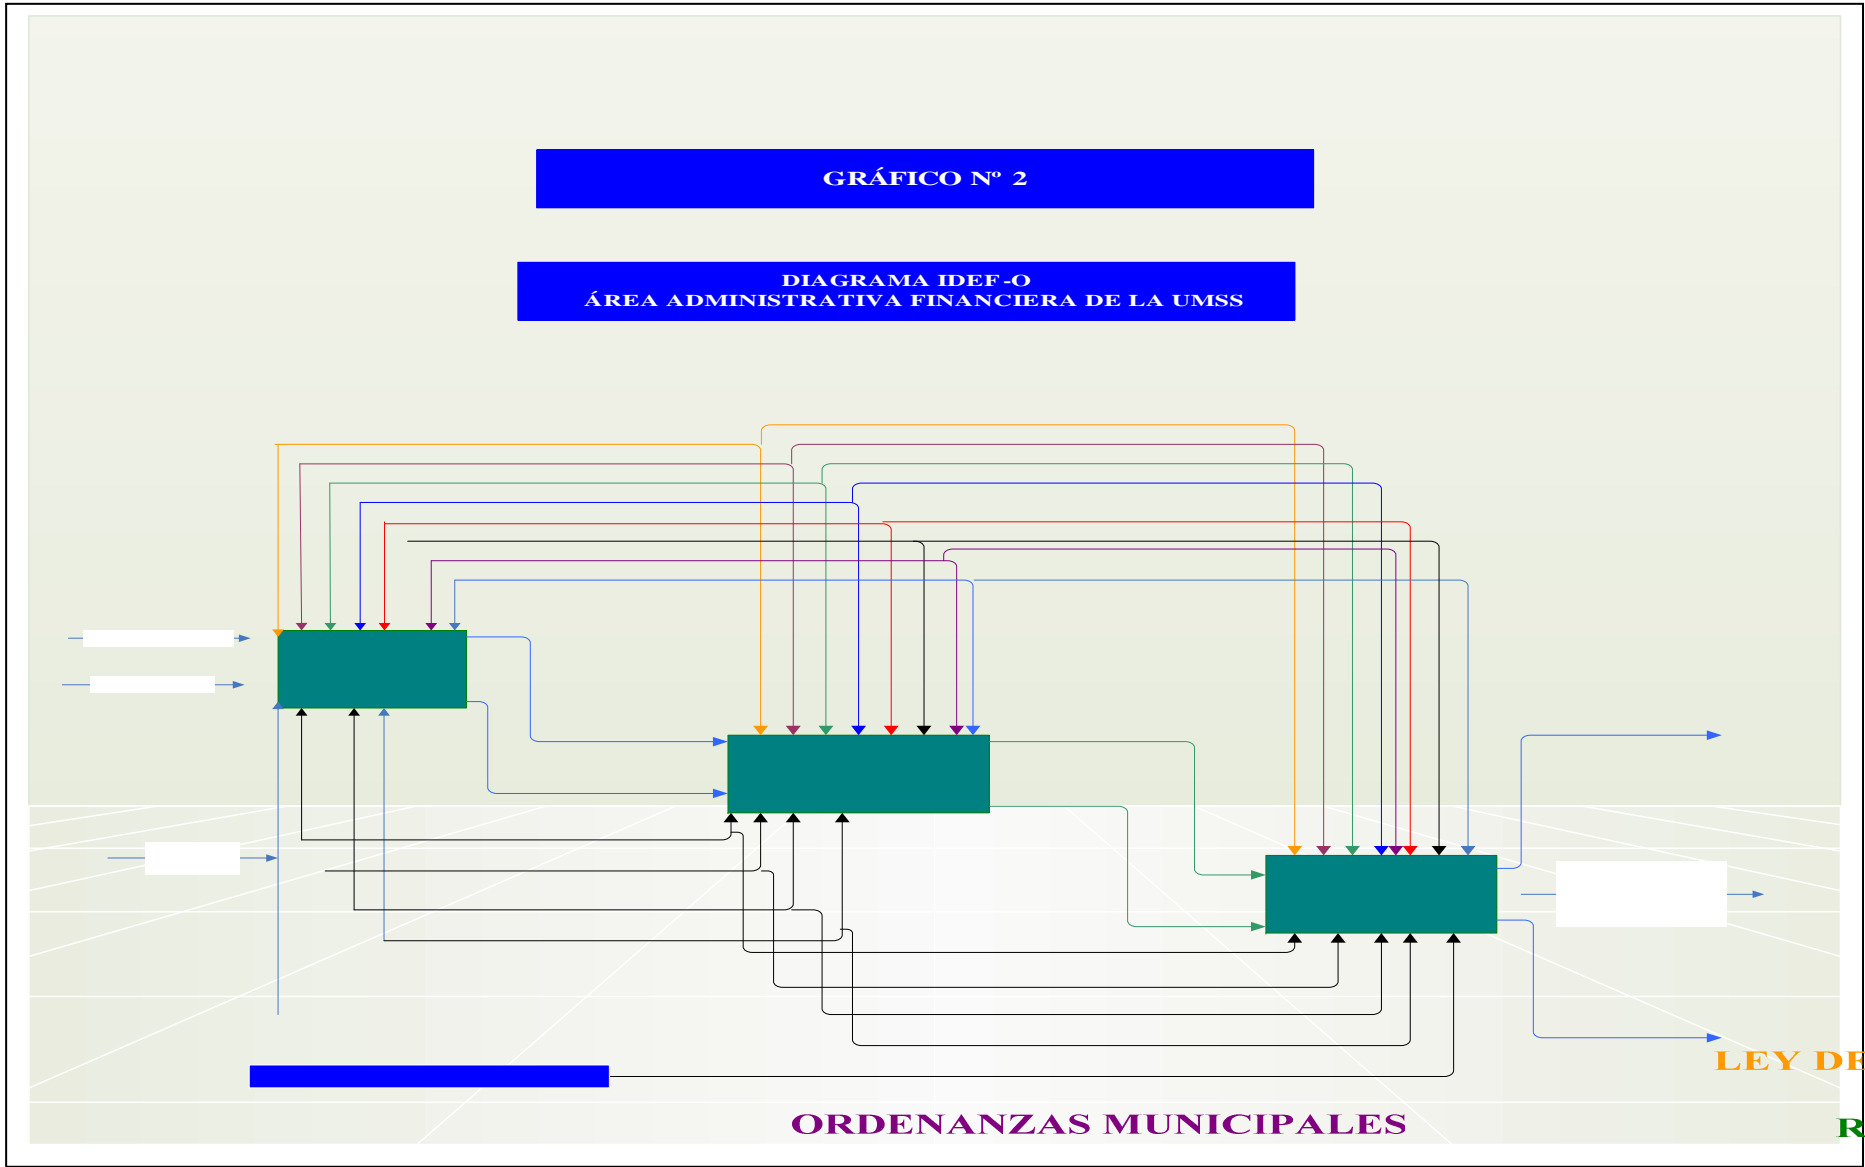 GRÁFICO Nº 2
DIAGRAMA IDEF-O
ÁREA ADMINISTRATIVA FINANCIERA DE LA UMSS
LEY DE
ORDENANZAS MUNICIPALES
R